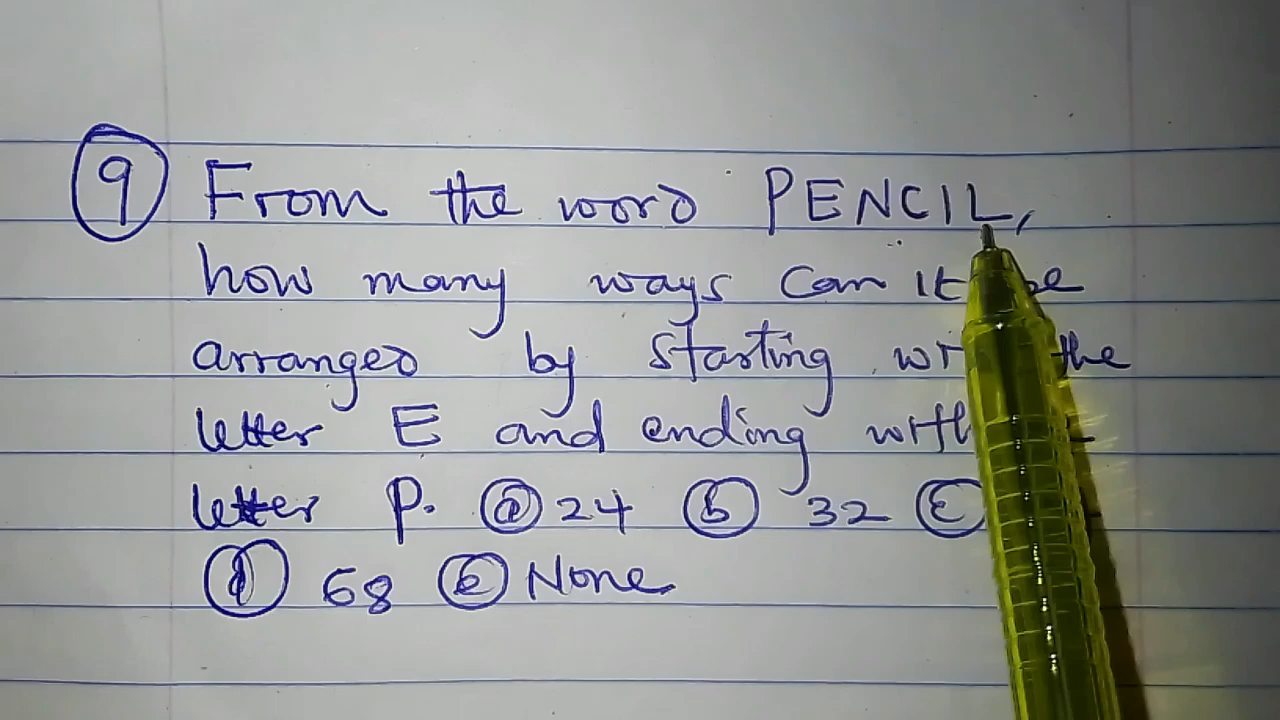 9 From the word PENCIL,
how many ways can it
arranged by starting the
letter E and ending
letter P. a 24 b 32 c
d 68 e None